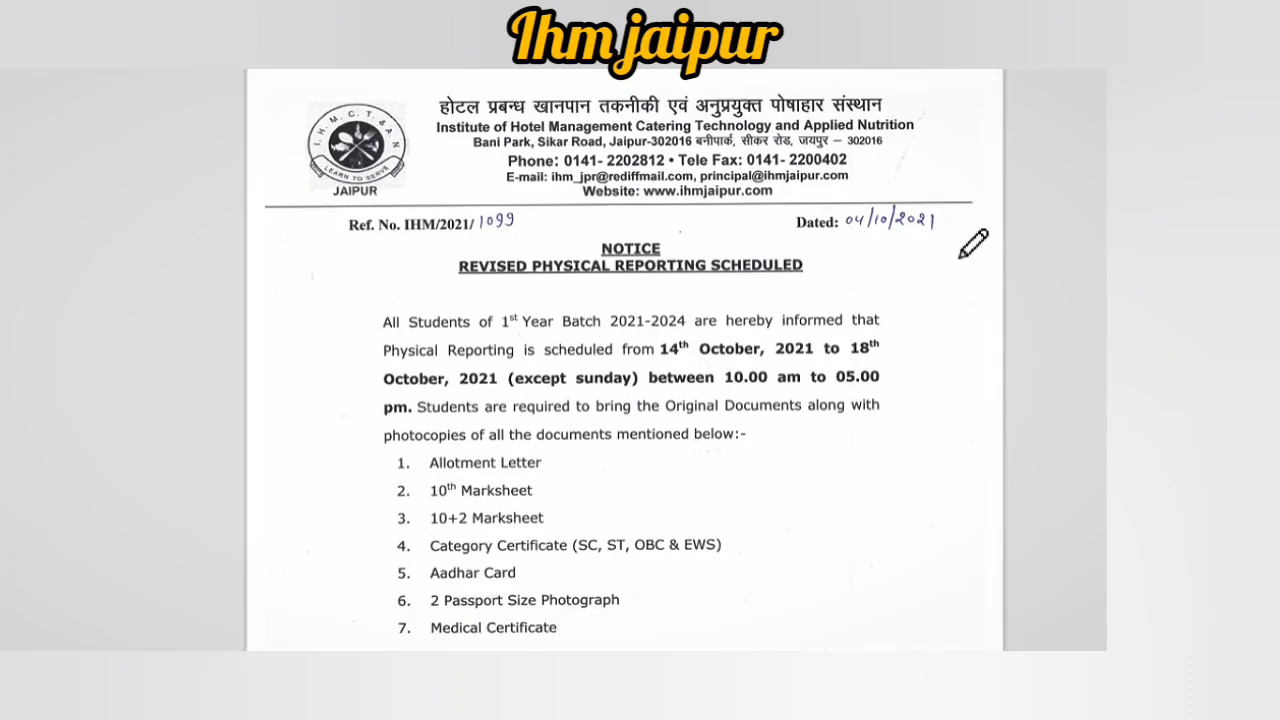 Ihm jaipur
होटल प्रबन्ध खानपान तकनीकी एवं अनुप्रयुक्त पोषाहार संस्थान
Institute of Hotel Management Catering Technology and Applied Nutrition
Bani Park, Sikar Road, Jaipur-302016 बनीपार्क, सीकर रोड, जयपुर – 302016
Phone: 0141- 2202812 • Tele Fax: 0141- 2200402
E-mail: ihm_jpr@rediffmail.com, principal@ihmjaipur.com
Website: www.ihmjaipur.com
I. H. M. C. T. & A. N
LEARN TO SERVE
JAIPUR
Ref. No. IHM/2021/ 1099 Dated: 04/10/2021
NOTICE
REVISED PHYSICAL REPORTING SCHEDULED
All Students of 1st Year Batch 2021-2024 are hereby informed that
Physical Reporting is scheduled from 14th October, 2021 to 18th
October, 2021 (except sunday) between 10.00 am to 05.00
pm. Students are required to bring the Original Documents along with
photocopies of all the documents mentioned below:-
1. Allotment Letter
2. 10th Marksheet
3. 10+2 Marksheet
4. Category Certificate (SC, ST, OBC & EWS)
5. Aadhar Card
6. 2 Passport Size Photograph
7. Medical Certificate